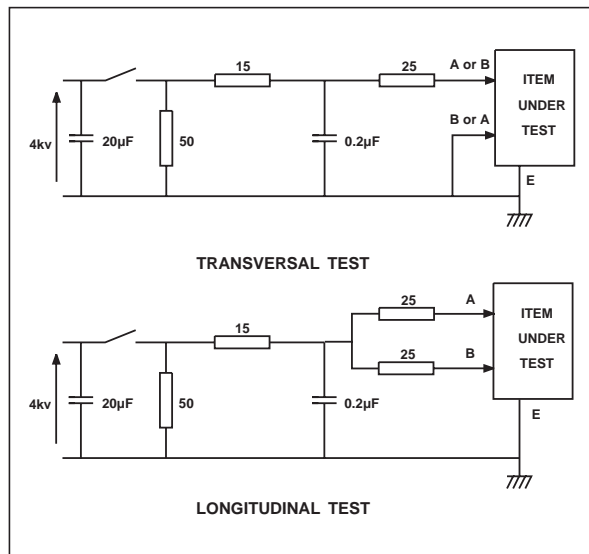 15
25
A or B
ITEM
UNDER
TEST
B or A
4kv
20µF
50
0.2µF
E
TRANSVERSAL TEST
25
A
15
ITEM
UNDER
TEST
25
B
4kv
20µF
50
0.2µF
E
LONGITUDINAL TEST